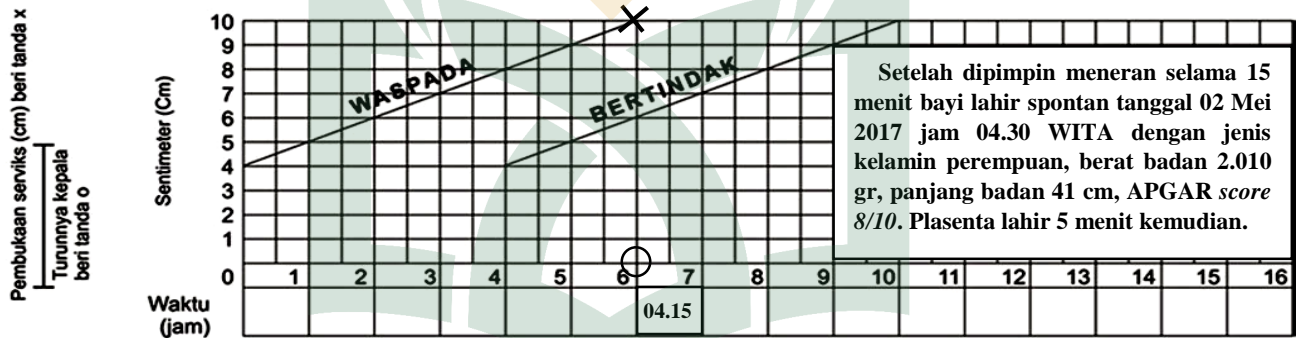 Pembukaan serviks (cm) beri tanda x
Turunnya kepala
beri tanda o
Sentimeter (Cm)
10
9
8
7
6
5
4
3
2
1
0
WASPADA
BERTINDAK
X
Setelah dipimpin meneran selama 15
menit bayi lahir spontan tanggal 02 Mei
2017 jam 04.30 WITA dengan jenis
kelamin perempuan, berat badan 2.010
gr, panjang badan 41 cm, APGAR score
8/10. Plasenta lahir 5 menit kemudian.
1 2 3 4 5 6 7 8 9 10 11 12 13 14 15 16
Waktu
(jam)
04.15